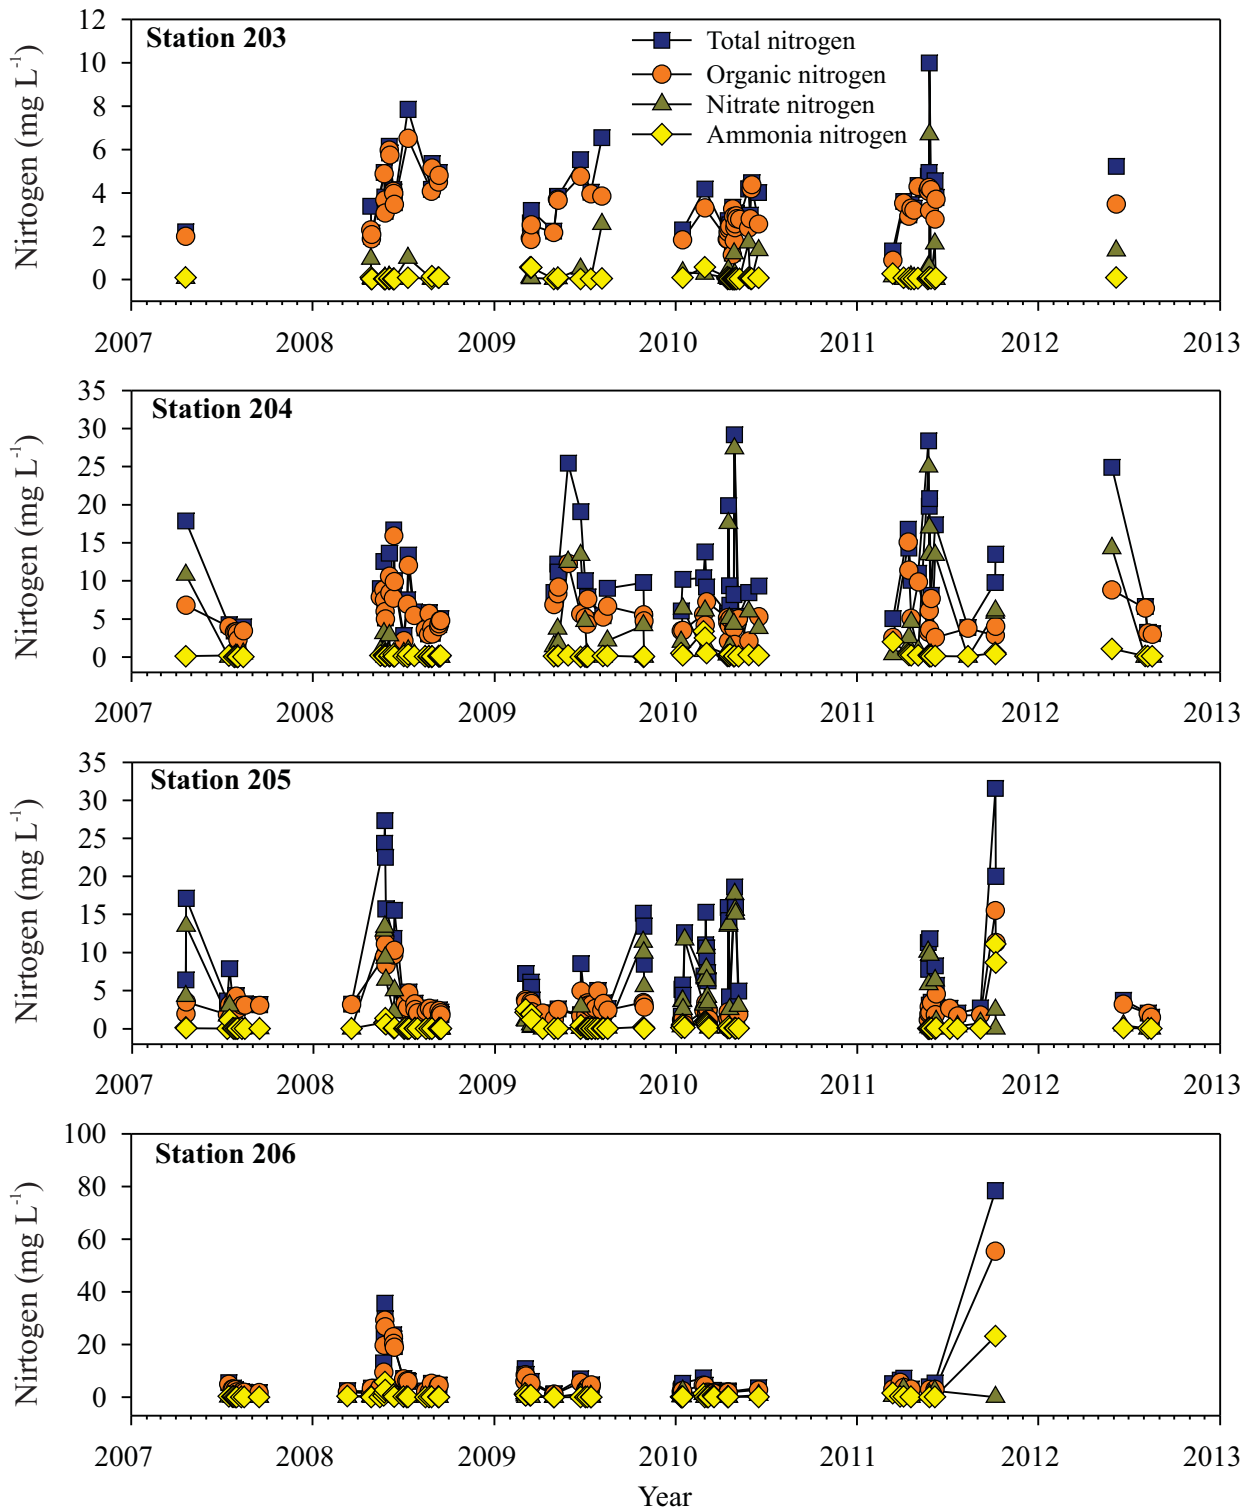 Station 203
Total nitrogen
Organic nitrogen
Nitrate nitrogen
Ammonia nitrogen
Nirtogen (mg L⁻¹)
12
10
8
6
4
2
0
2007 2008 2009 2010 2011 2012 2013
Station 204
Nirtogen (mg L⁻¹)
35
30
25
20
15
10
5
0
2007 2008 2009 2010 2011 2012 2013
Station 205
Nirtogen (mg L⁻¹)
35
30
25
20
15
10
5
0
2007 2008 2009 2010 2011 2012 2013
Station 206
Nirtogen (mg L⁻¹)
100
80
60
40
20
0
2007 2008 2009 2010 2011 2012 2013
Year